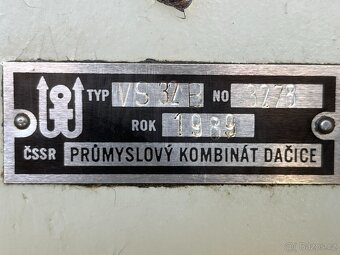 TYP VS 32 B NO 3273
ROK 1989
ČSSR PRŮMYSLOVÝ KOMBINÁT DAČICE